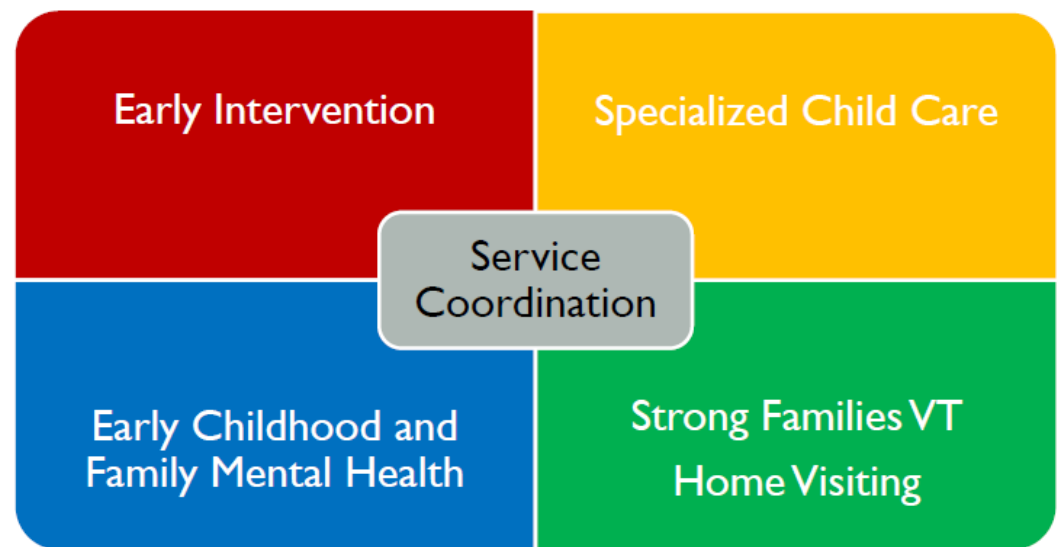 Early Intervention
Specialized Child Care
Service
Coordination
Early Childhood and
Family Mental Health
Strong Families VT
Home Visiting